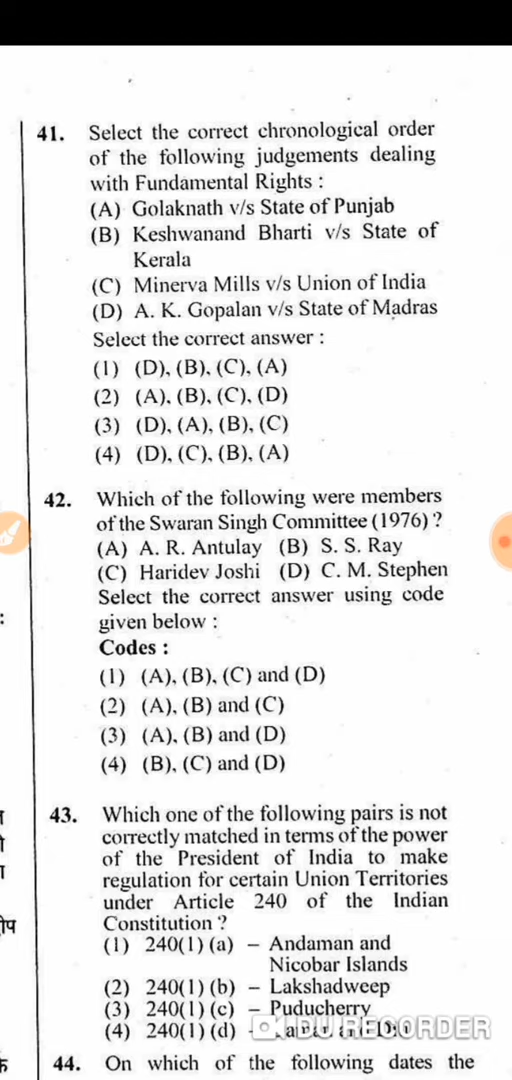 41. Select the correct chronological order
of the following judgements dealing
with Fundamental Rights :
(A) Golaknath v/s State of Punjab
(B) Keshwanand Bharti v/s State of
Kerala
(C) Minerva Mills v/s Union of India
(D) A. K. Gopalan v/s State of Madras
Select the correct answer :
(1) (D), (B), (C), (A)
(2) (A), (B), (C), (D)
(3) (D), (A), (B), (C)
(4) (D), (C), (B), (A)
42. Which of the following were members
of the Swaran Singh Committee (1976) ?
(A) A. R. Antulay (B) S. S. Ray
(C) Haridev Joshi (D) C. M. Stephen
Select the correct answer using code
given below :
Codes :
(1) (A), (B), (C) and (D)
(2) (A), (B) and (C)
(3) (A), (B) and (D)
(4) (B), (C) and (D)
43. Which one of the following pairs is not
correctly matched in terms of the power
of the President of India to make
regulation for certain Union Territories
under Article 240 of the Indian
Constitution ?
(1) 240(1) (a) – Andaman and
Nicobar Islands
(2) 240(1) (b) – Lakshadweep
(3) 240(1) (c) – Puducherry
(4) 240(1) (d) -
DU RECORDER
44. On which of the following dates the